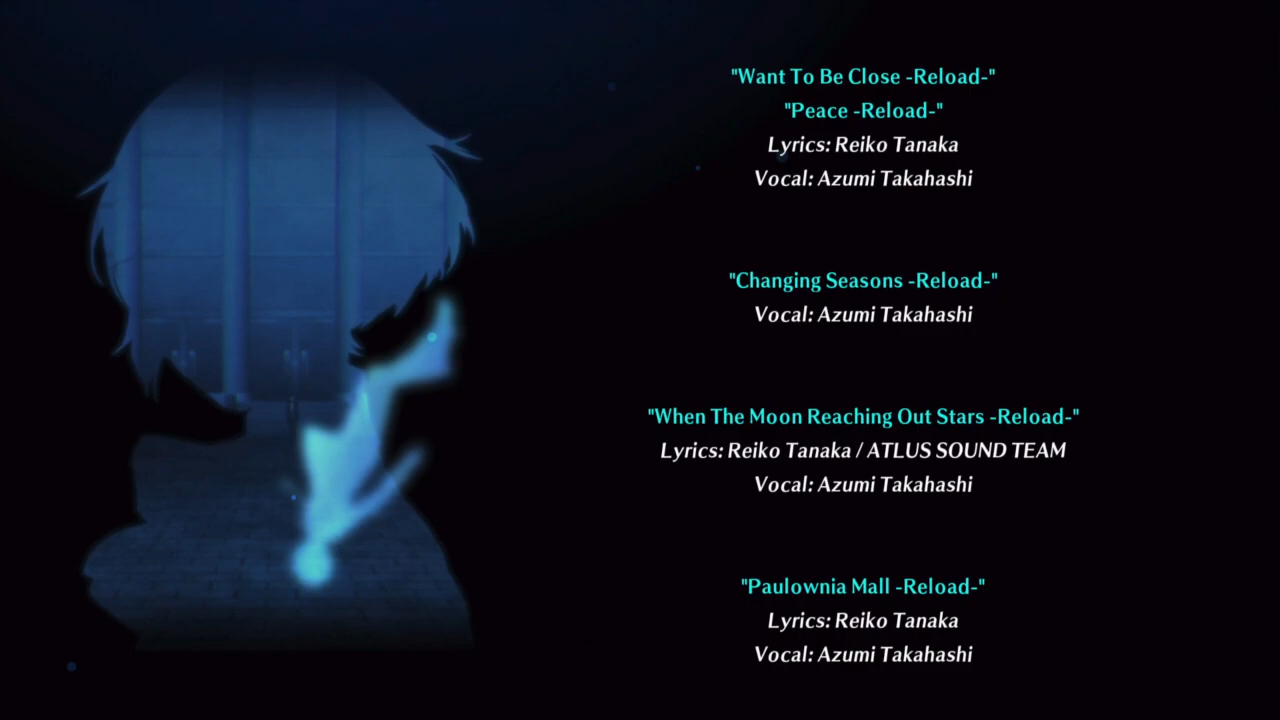 "Want To Be Close -Reload-"
"Peace -Reload-"
Lyrics: Reiko Tanaka
Vocal: Azumi Takahashi
"Changing Seasons -Reload-"
Vocal: Azumi Takahashi
"When The Moon Reaching Out Stars -Reload-"
Lyrics: Reiko Tanaka / ATLUS SOUND TEAM
Vocal: Azumi Takahashi
"Paulownia Mall -Reload-"
Lyrics: Reiko Tanaka
Vocal: Azumi Takahashi